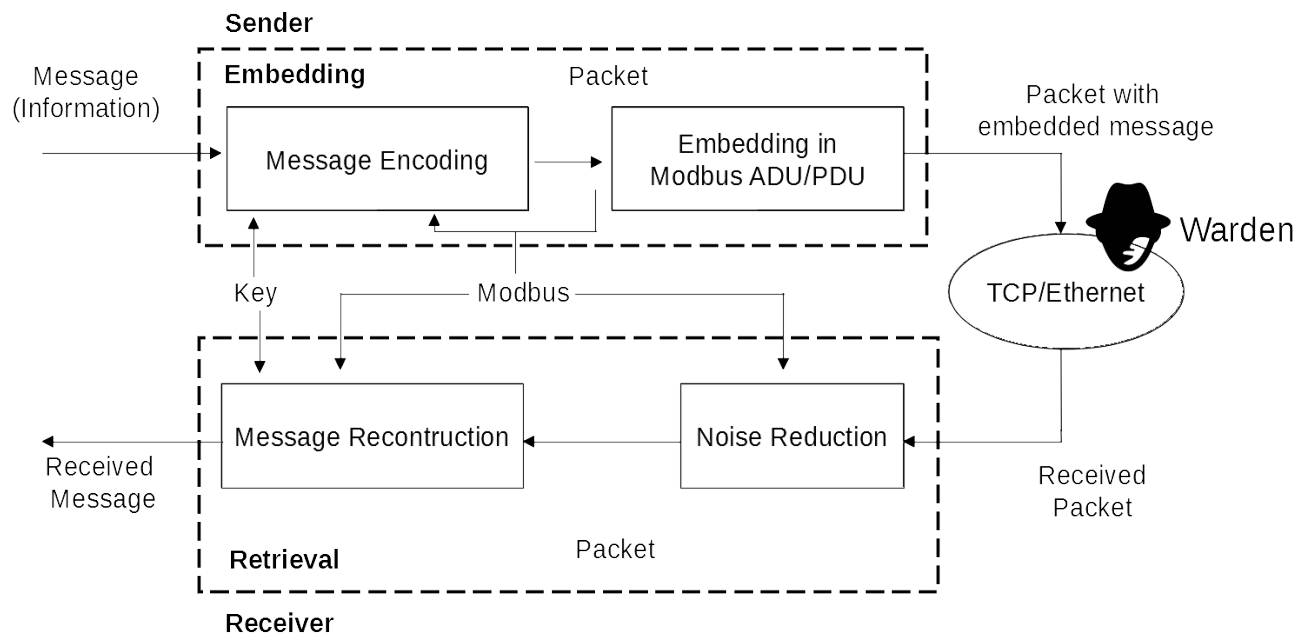 Sender
Embedding
Packet
Message
(Information)
Message Encoding
Embedding in
Modbus ADU/PDU
Packet with
embedded message
Warden
TCP/Ethernet
Key
Modbus
Message Recontruction
Noise Reduction
Received
Message
Received
Packet
Retrieval
Packet
Receiver